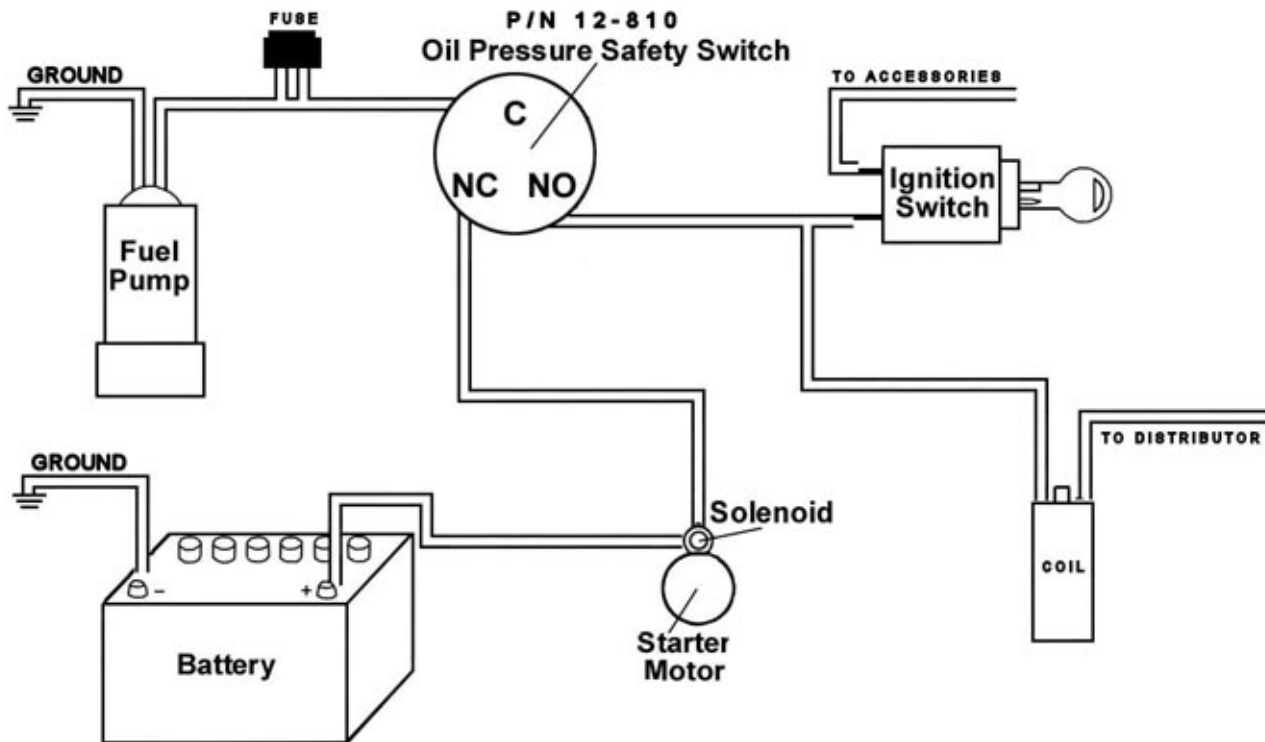 FUSE
P/N 12-810
Oil Pressure Safety Switch
GROUND
TO ACCESSORIES
C
NC NO
Ignition
Switch
Fuel
Pump
GROUND
TO DISTRIBUTOR
Solenoid
COIL
- +
Battery
Starter
Motor